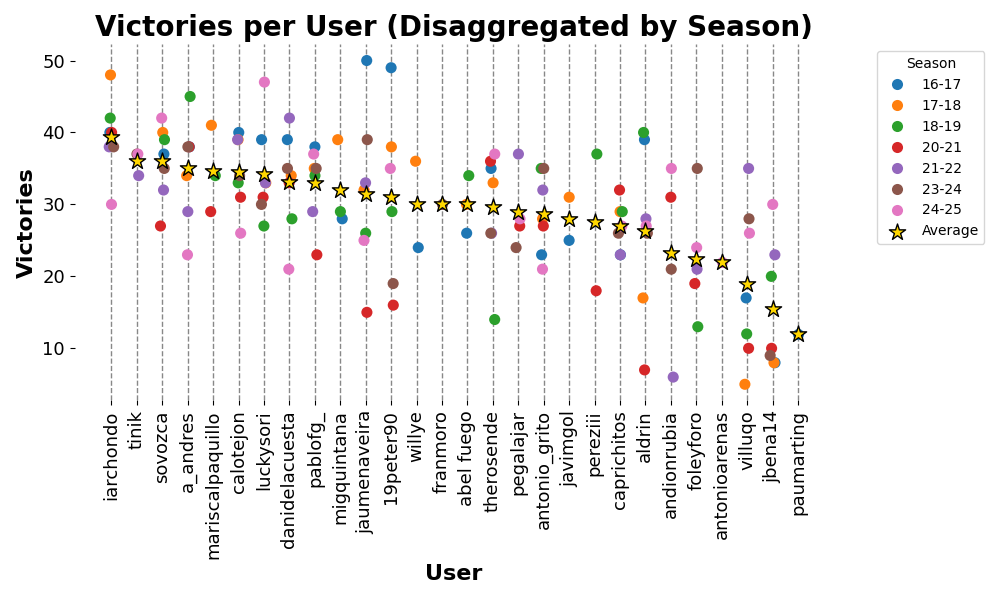 Victories per User (Disaggregated by Season)
Victories
50
40
30
20
10
iarchondo
tinik
sovozca
a_andres
mariscalpaquillo
calotejon
luckysori
danidelacuesta
pablofg_
migquintana
jaumenaveira
19peter90
willye
franmoro
abel fuego
therosende
pegalajar
antonio_grito
javimgol
pereziii
caprichitos
aldrin
andionrubia
foleyforo
antonioarenas
villuqo
jbena14
paumarting
User
Season
16-17
17-18
18-19
20-21
21-22
23-24
24-25
Average